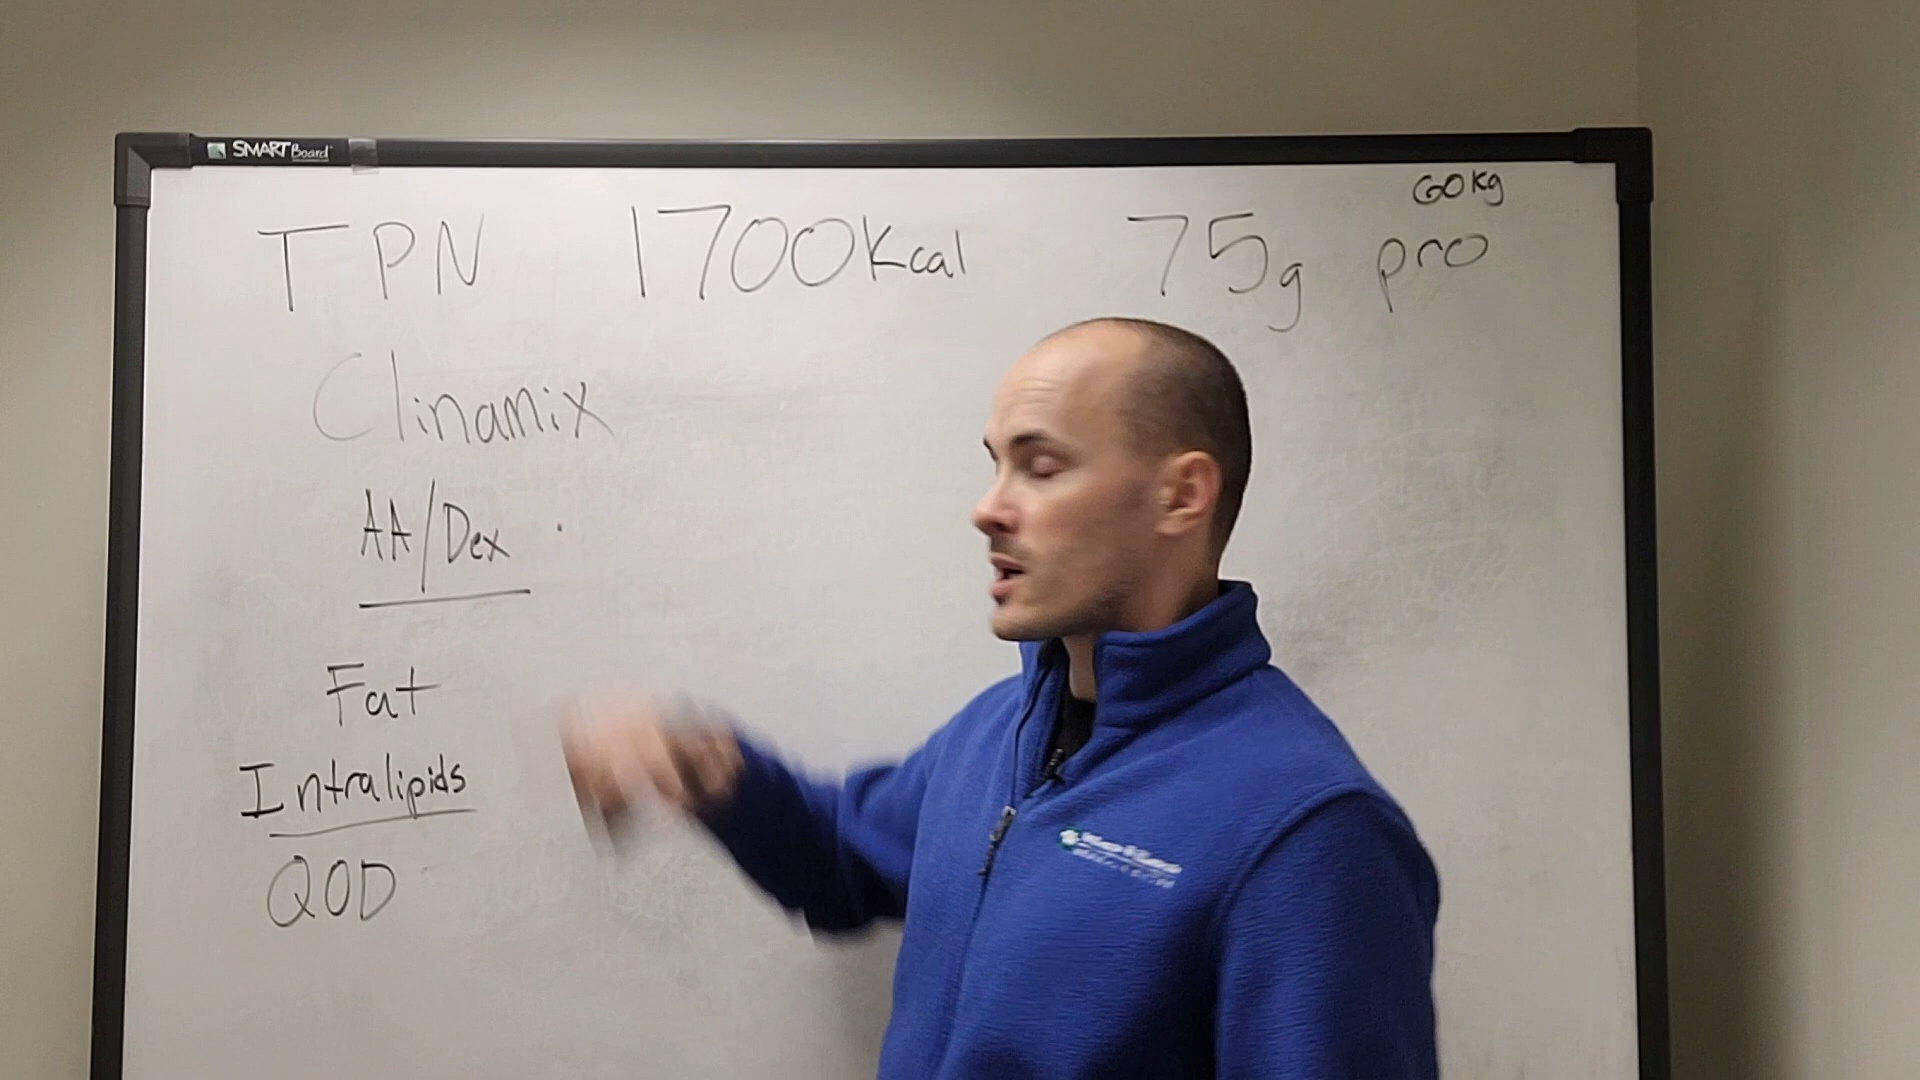 SMART Board
60kg
TPN 1700Kcal 75g pro
Clinamix
AA/Dex
Fat
Intralipids
QOD